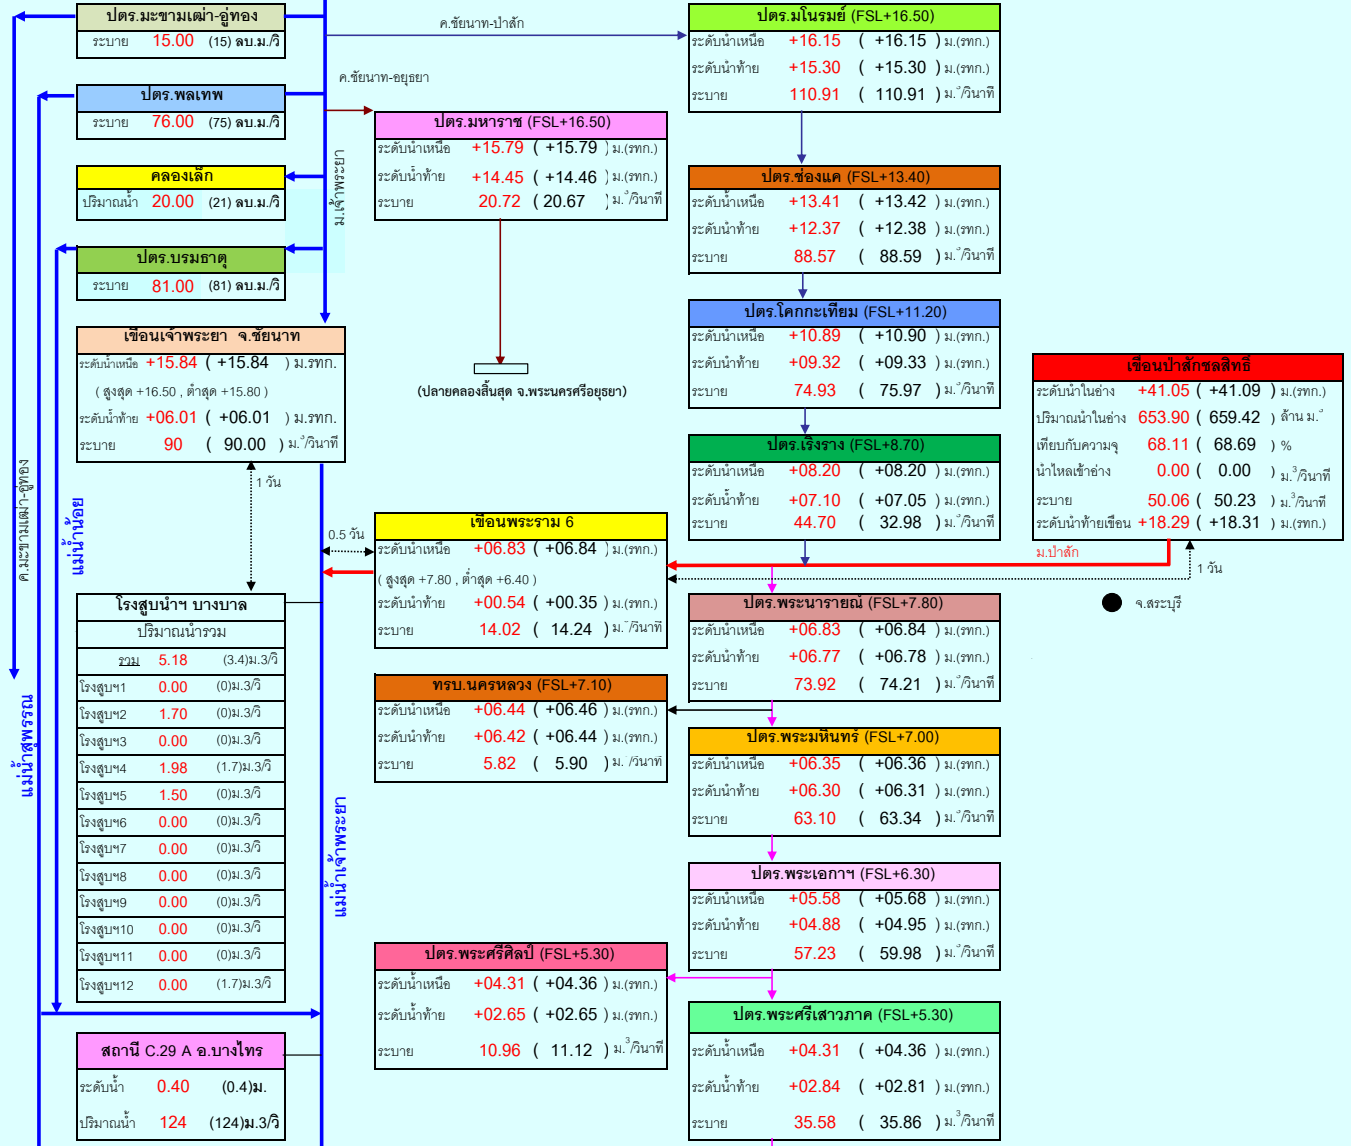 ปตร.มะขามเฒ่า-อู่ทอง
ระบาย 15.00 (15) ลบ.ม./วิ
ปตร.พลเทพ
ระบาย 76.00 (75) ลบ.ม./วิ
คลองเล็ก
ปริมาณน้ำ 20.00 (21) ลบ.ม./วิ
ปตร.บรมธาตุ
ระบาย 81.00 (81) ลบ.ม./วิ
เขื่อนเจ้าพระยา จ.ชัยนาท
ระดับน้ำเหนือ +15.84 ( +15.84 ) ม.รทก.
( สูงสุด +16.50 , ต่ำสุด +15.80 )
ระดับน้ำท้าย +06.01 ( +06.01 ) ม.รทก.
ระบาย 90 ( 90.00 ) ม.³/วินาที
1 วัน
โรงสูบน้ำฯ บางบาล
ปริมาณน้ำรวม
รวม 5.18 (3.4)ม.3/วิ
โรงสูบฯ1 0.00 (0)ม.3/วิ
โรงสูบฯ2 1.70 (0)ม.3/วิ
โรงสูบฯ3 0.00 (0)ม.3/วิ
โรงสูบฯ4 1.98 (1.7)ม.3/วิ
โรงสูบฯ5 1.50 (0)ม.3/วิ
โรงสูบฯ6 0.00 (0)ม.3/วิ
โรงสูบฯ7 0.00 (0)ม.3/วิ
โรงสูบฯ8 0.00 (0)ม.3/วิ
โรงสูบฯ9 0.00 (0)ม.3/วิ
โรงสูบฯ10 0.00 (0)ม.3/วิ
โรงสูบฯ11 0.00 (0)ม.3/วิ
โรงสูบฯ12 0.00 (1.7)ม.3/วิ
สถานี C.29 A อ.บางไทร
ระดับน้ำ 0.40 (0.4)ม.
ปริมาณน้ำ 124 (124)ม.3/วิ
ค.มะขามเฒ่า-อู่ทอง
แม่น้ำน้อย
แม่น้ำสุพรรณ
ม.เจ้าพระยา
แม่น้ำเจ้าพระยา
ค.ชัยนาท-ป่าสัก
ค.ชัยนาท-อยุธยา
ปตร.มหาราช (FSL+16.50)
ระดับน้ำเหนือ +15.79 ( +15.79 ) ม.(รทก.)
ระดับน้ำท้าย +14.45 ( +14.46 ) ม.(รทก.)
ระบาย 20.72 ( 20.67 ) ม.³/วินาที
(ปลายคลองสิ้นสุด จ.พระนครศรีอยุธยา)
0.5 วัน
เขื่อนพระราม 6
ระดับน้ำเหนือ +06.83 ( +06.84 ) ม.(รทก.)
( สูงสุด +7.80 , ต่ำสุด +6.40 )
ระดับน้ำท้าย +00.54 ( +00.35 ) ม.(รทก.)
ระบาย 14.02 ( 14.24 ) ม.³/วินาที
ทรบ.นครหลวง (FSL+7.10)
ระดับน้ำเหนือ +06.44 ( +06.46 ) ม.(รทก.)
ระดับน้ำท้าย +06.42 ( +06.44 ) ม.(รทก.)
ระบาย 5.82 ( 5.90 ) ม.³/วินาที
ปตร.พระศรีศิลป์ (FSL+5.30)
ระดับน้ำเหนือ +04.31 ( +04.36 ) ม.(รทก.)
ระดับน้ำท้าย +02.65 ( +02.65 ) ม.(รทก.)
ระบาย 10.96 ( 11.12 ) ม.³/วินาที
ปตร.มโนรมย์ (FSL+16.50)
ระดับน้ำเหนือ +16.15 ( +16.15 ) ม.(รทก.)
ระดับน้ำท้าย +15.30 ( +15.30 ) ม.(รทก.)
ระบาย 110.91 ( 110.91 ) ม.³/วินาที
ปตร.ช่องแค (FSL+13.40)
ระดับน้ำเหนือ +13.41 ( +13.42 ) ม.(รทก.)
ระดับน้ำท้าย +12.37 ( +12.38 ) ม.(รทก.)
ระบาย 88.57 ( 88.59 ) ม.³/วินาที
ปตร.โคกกะเทียม (FSL+11.20)
ระดับน้ำเหนือ +10.89 ( +10.90 ) ม.(รทก.)
ระดับน้ำท้าย +09.32 ( +09.33 ) ม.(รทก.)
ระบาย 74.93 ( 75.97 ) ม.³/วินาที
ปตร.เริงราง (FSL+8.70)
ระดับน้ำเหนือ +08.20 ( +08.20 ) ม.(รทก.)
ระดับน้ำท้าย +07.10 ( +07.05 ) ม.(รทก.)
ระบาย 44.70 ( 32.98 ) ม.³/วินาที
ปตร.พระนารายณ์ (FSL+7.80)
ระดับน้ำเหนือ +06.83 ( +06.84 ) ม.(รทก.)
ระดับน้ำท้าย +06.77 ( +06.78 ) ม.(รทก.)
ระบาย 73.92 ( 74.21 ) ม.³/วินาที
ปตร.พระมหินทร์ (FSL+7.00)
ระดับน้ำเหนือ +06.35 ( +06.36 ) ม.(รทก.)
ระดับน้ำท้าย +06.30 ( +06.31 ) ม.(รทก.)
ระบาย 63.10 ( 63.34 ) ม.³/วินาที
ปตร.พระเอกาฯ (FSL+6.30)
ระดับน้ำเหนือ +05.58 ( +05.68 ) ม.(รทก.)
ระดับน้ำท้าย +04.88 ( +04.95 ) ม.(รทก.)
ระบาย 57.23 ( 59.98 ) ม.³/วินาที
ปตร.พระศรีเสาวภาค (FSL+5.30)
ระดับน้ำเหนือ +04.31 ( +04.36 ) ม.(รทก.)
ระดับน้ำท้าย +02.84 ( +02.81 ) ม.(รทก.)
ระบาย 35.58 ( 35.86 ) ม.³/วินาที
เขื่อนป่าสักชลสิทธิ์
ระดับน้ำในอ่าง +41.05 ( +41.09 ) ม.(รทก.)
ปริมาณน้ำในอ่าง 653.90 ( 659.42 ) ล้าน ม.³
เทียบกับความจุ 68.11 ( 68.69 ) %
น้ำไหลเข้าอ่าง 0.00 ( 0.00 ) ม.³/วินาที
ระบาย 50.06 ( 50.23 ) ม.³/วินาที
ระดับน้ำท้ายเขื่อน +18.29 ( +18.31 ) ม.(รทก.)
ม.ป่าสัก
1 วัน
จ.สระบุรี